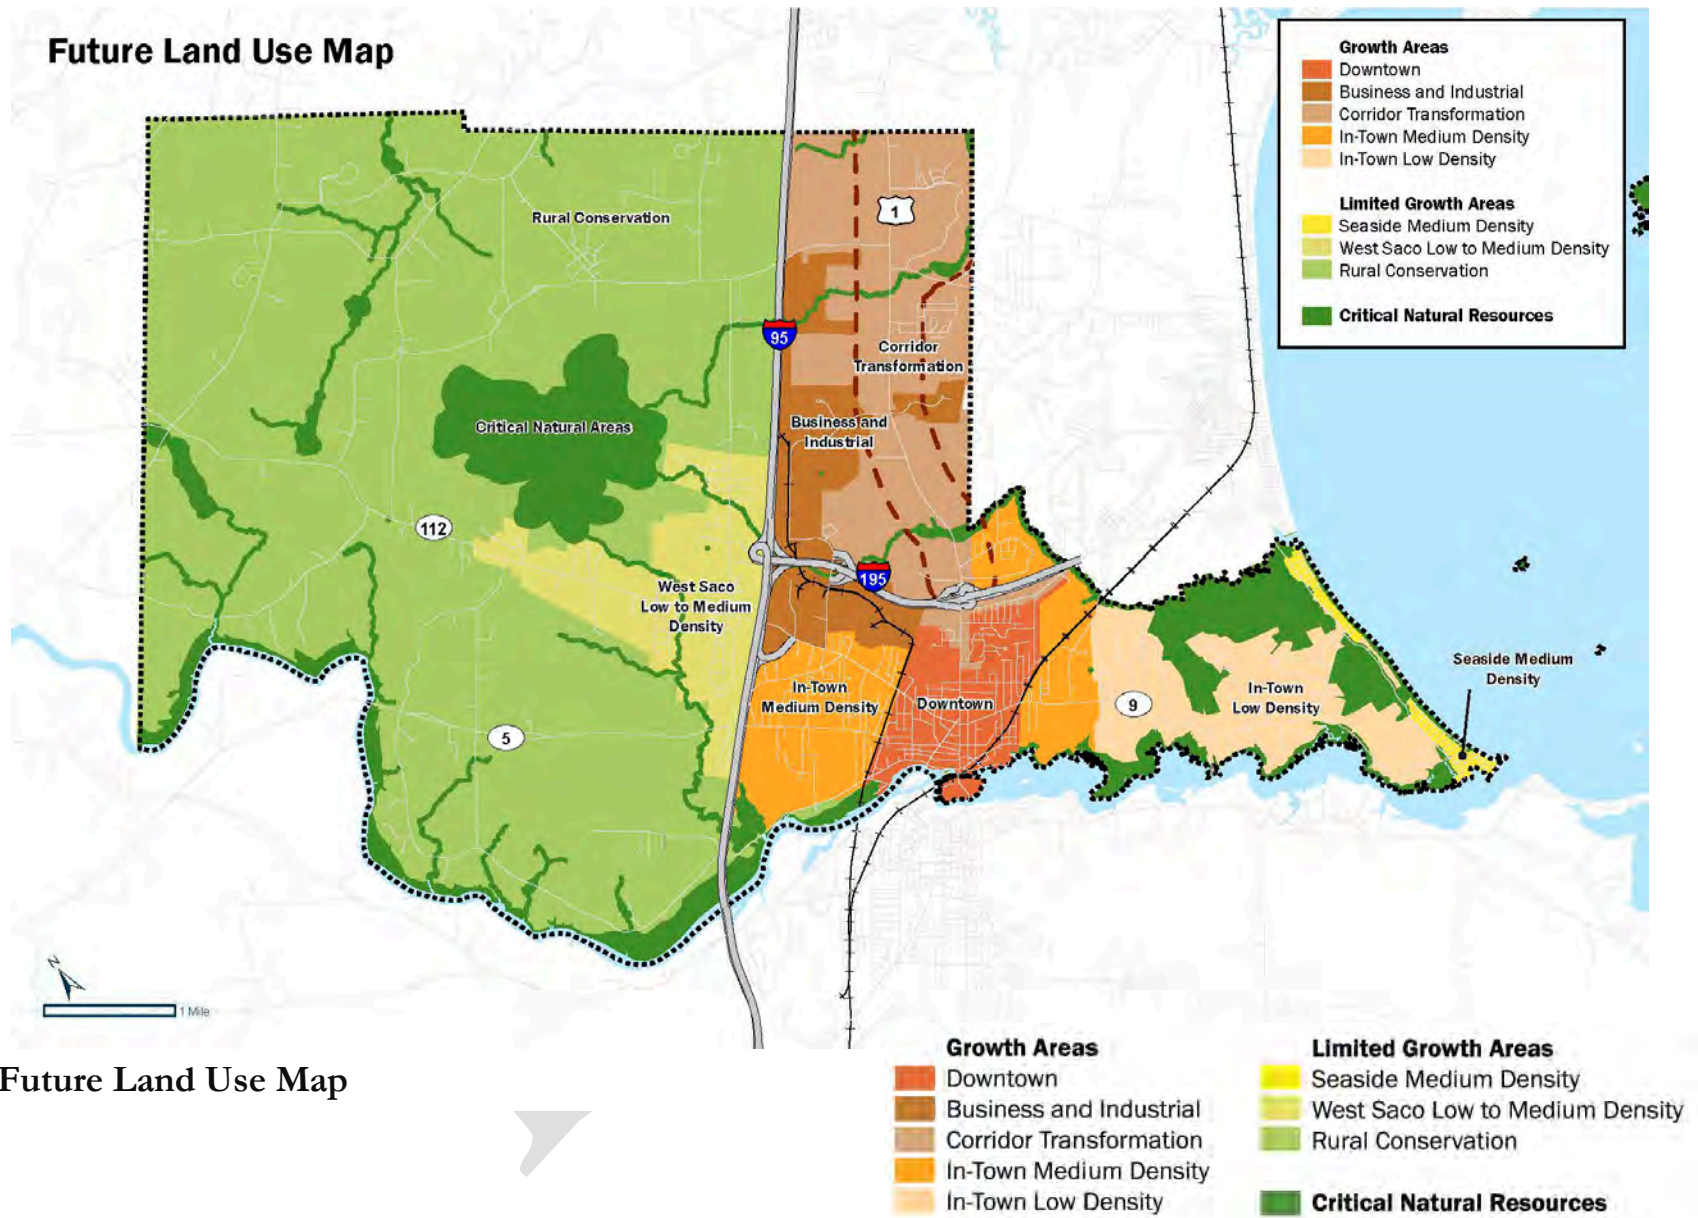 Future Land Use Map
Growth Areas
Downtown
Business and Industrial
Corridor Transformation
In-Town Medium Density
In-Town Low Density
Limited Growth Areas
Seaside Medium Density
West Saco Low to Medium Density
Rural Conservation
Critical Natural Resources
Rural Conservation
1
95
Corridor
Transformation
Critical Natural Areas
Business and
Industrial
112
195
West Saco
Low to Medium
Density
Seaside Medium
Density
In-Town
Medium Density
Downtown
9
In-Town
Low Density
5
N
1 Mile
Future Land Use Map
Growth Areas
Downtown
Business and Industrial
Corridor Transformation
In-Town Medium Density
In-Town Low Density
Limited Growth Areas
Seaside Medium Density
West Saco Low to Medium Density
Rural Conservation
Critical Natural Resources